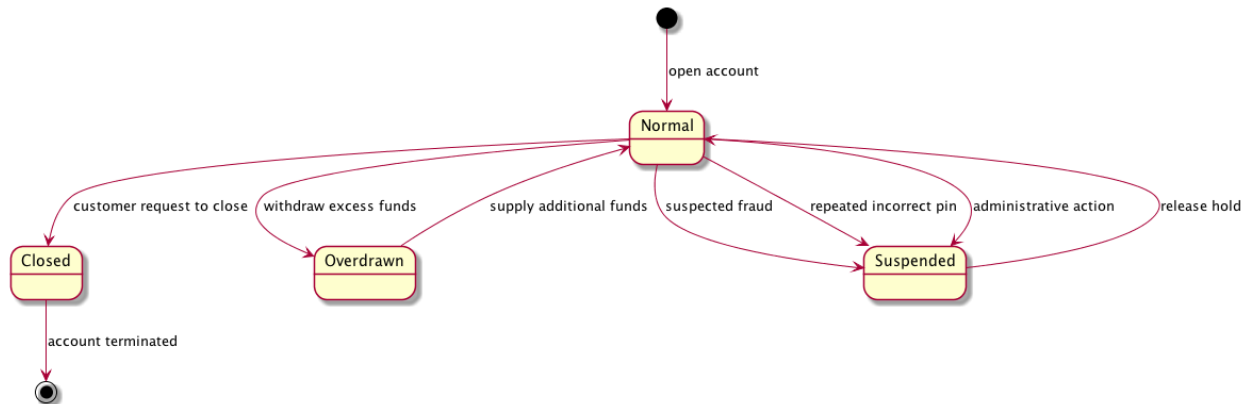 open account
Normal
customer request to close
withdraw excess funds
supply additional funds
suspected fraud
repeated incorrect pin
administrative action
release hold
Closed
Overdrawn
Suspended
account terminated